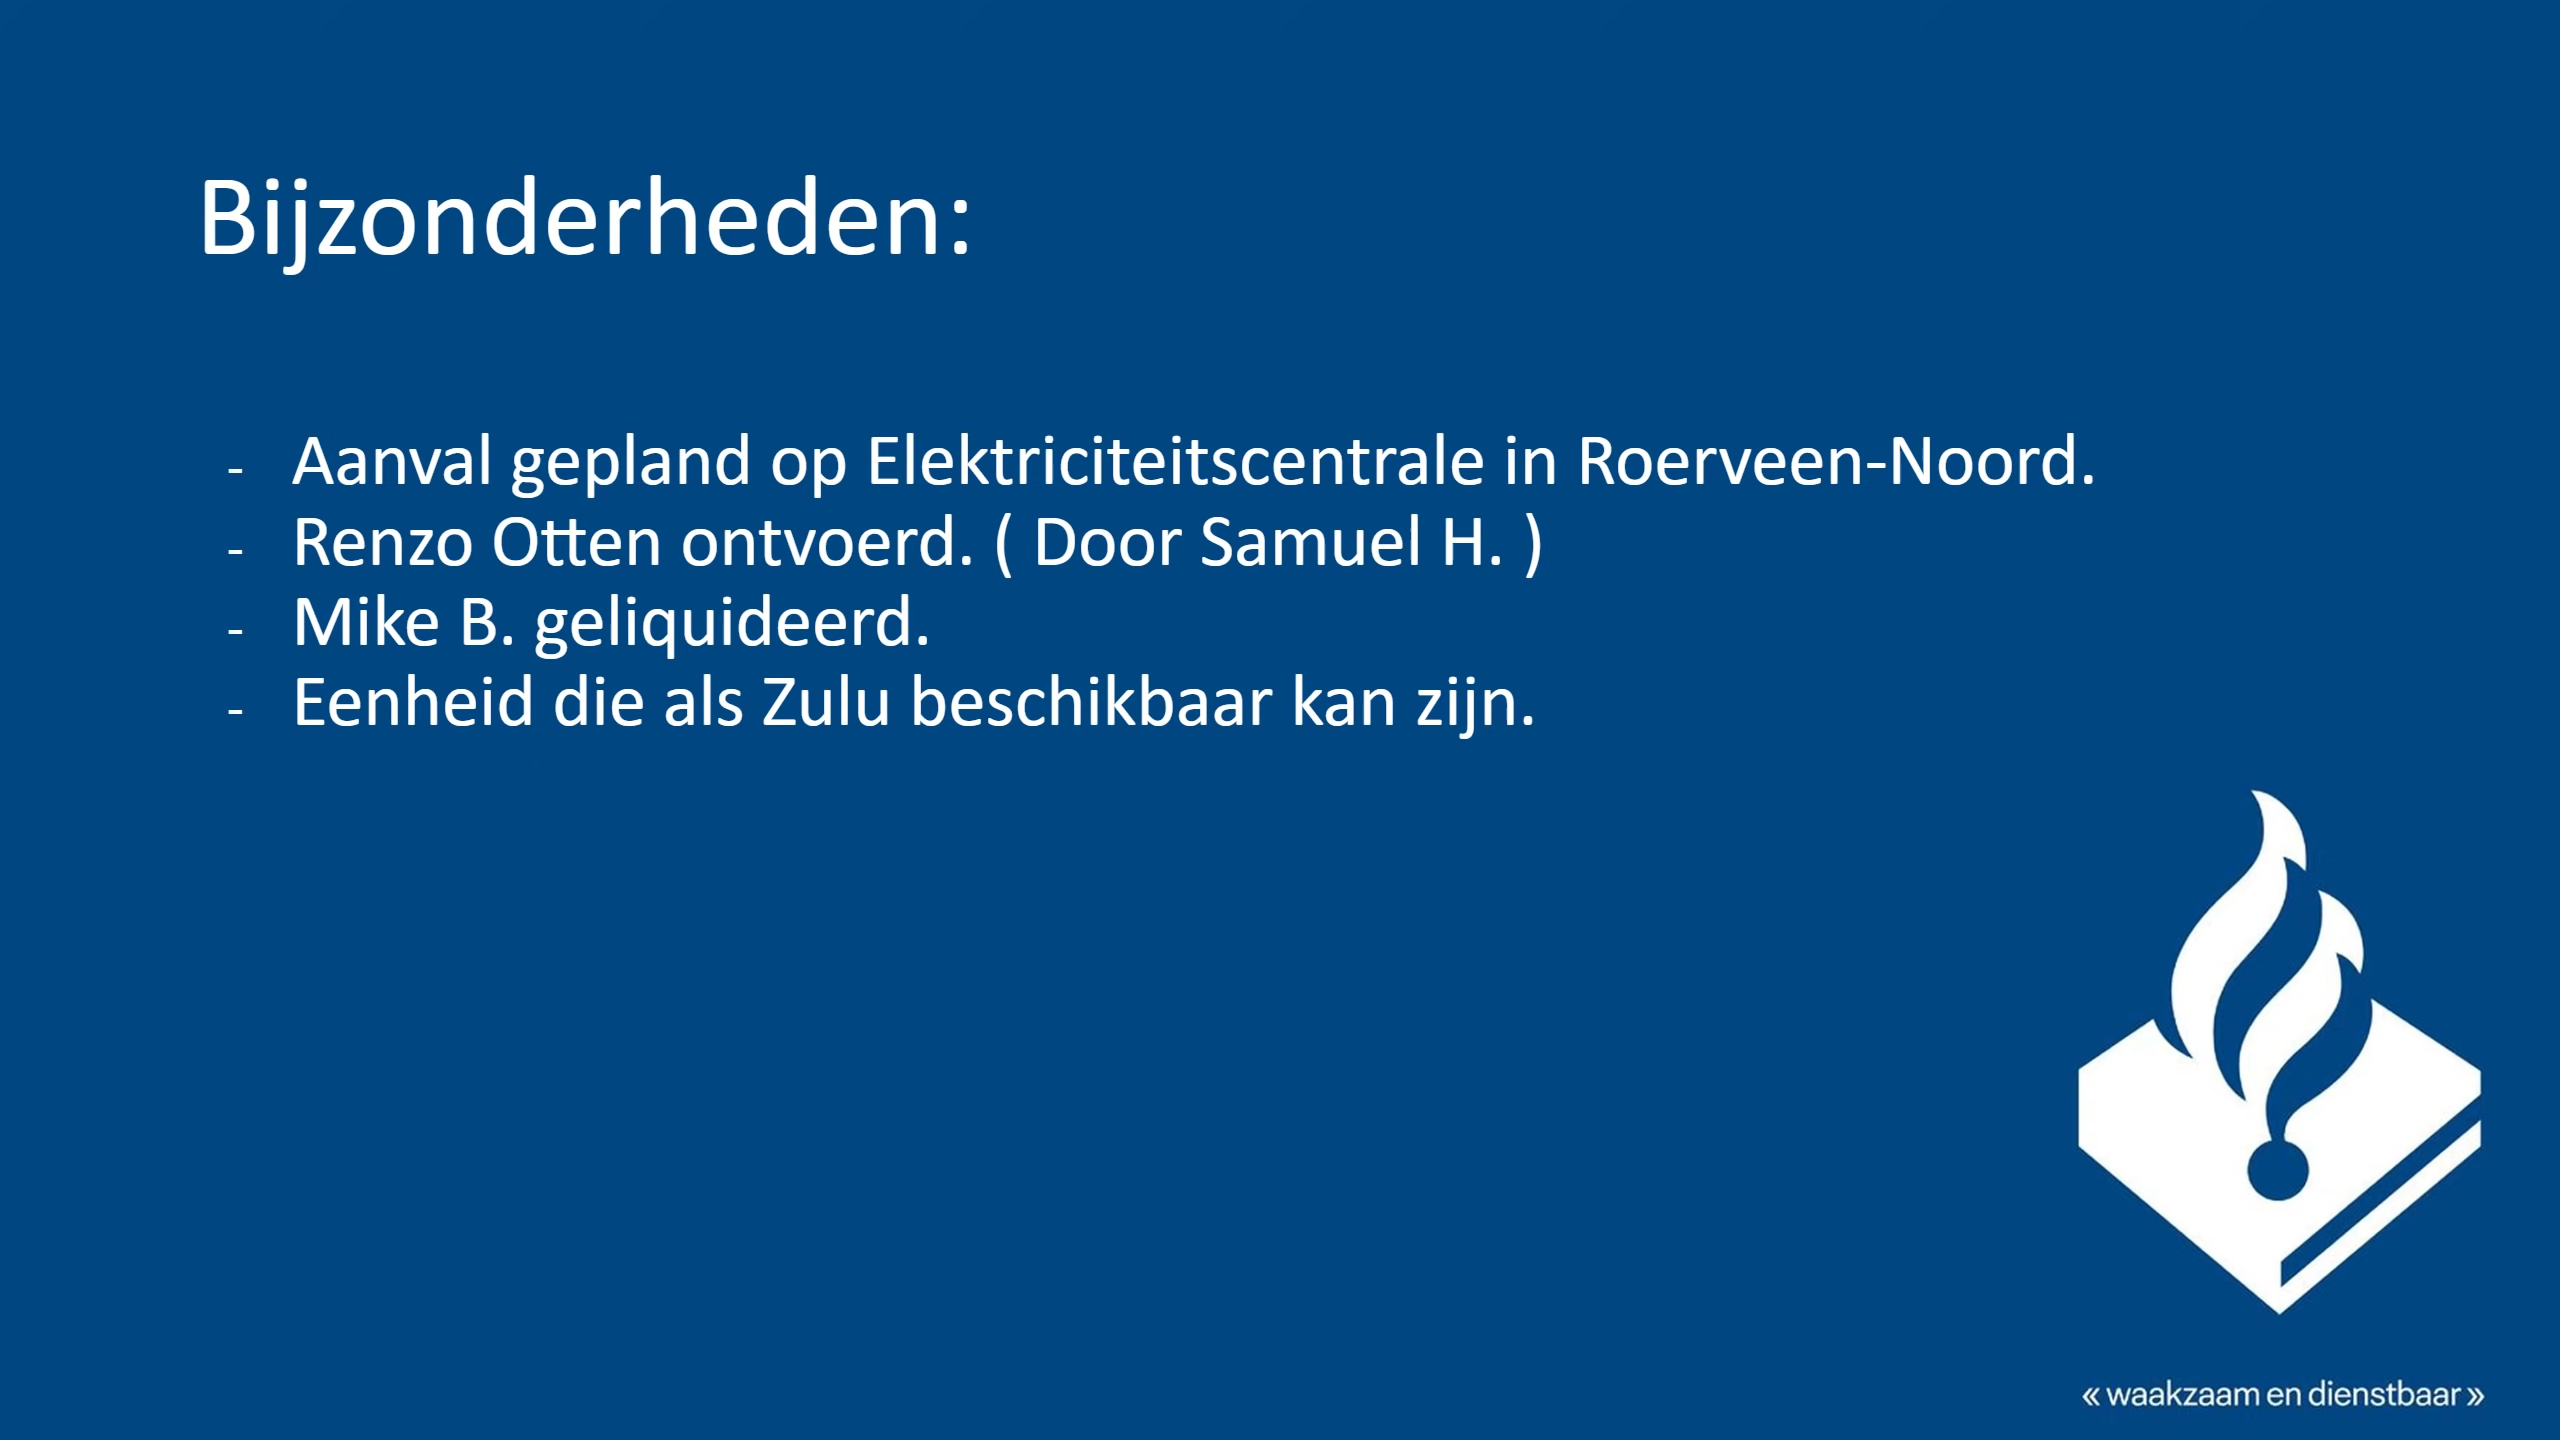 Bijzonderheden:
- Aanval gepland op Elektriciteitscentrale in Roerveen-Noord.
- Renzo Otten ontvoerd. ( Door Samuel H. )
- Mike B. geliquideerd.
- Eenheid die als Zulu beschikbaar kan zijn.
« waakzaam en dienstbaar »